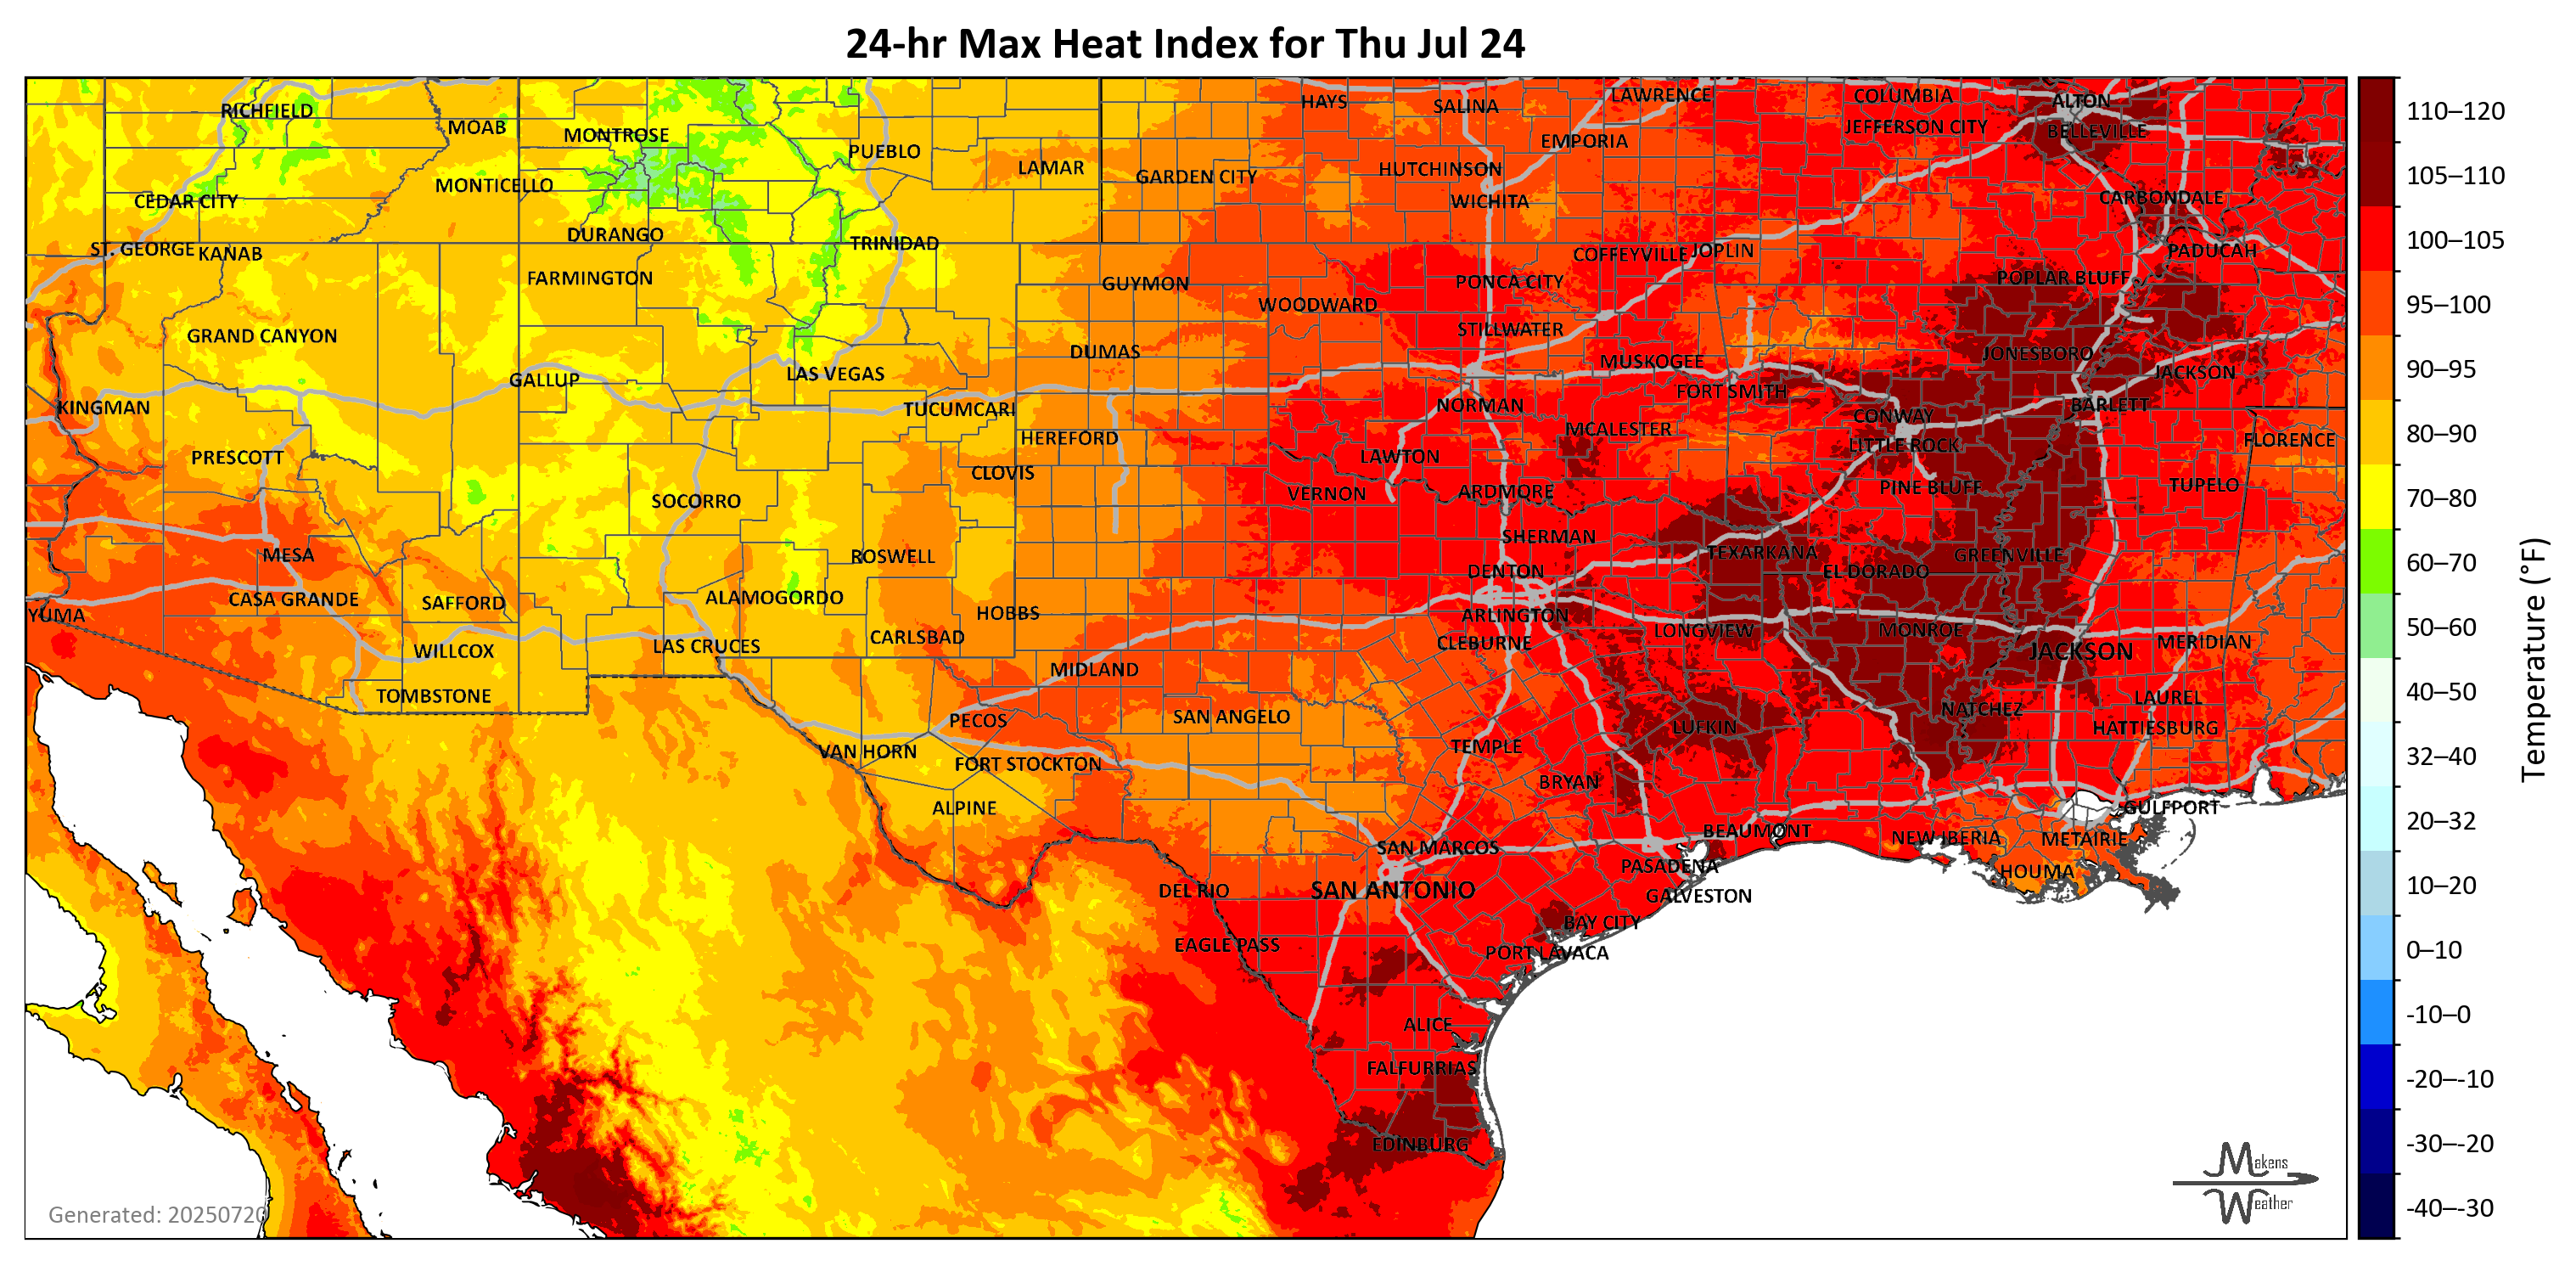 24-hr Max Heat Index for Thu Jul 24
RICHFIELD
MOAB
MONTROSE
PUEBLO
LAMAR
HAYS
SALINA
LAWRENCE
COLUMBIA
ALTON
EMPORIA
JEFFERSON CITY
BELLEVILLE
MONTICELLO
GARDEN CITY
HUTCHINSON
CEDAR CITY
WICHITA
CARBONDALE
DURANGO
TRINIDAD
ST. GEORGE
KANAB
COFFEYVILLE
JOPLIN
PADUCAH
FARMINGTON
GUYMON
PONCA CITY
POPLAR BLUFF
WOODWARD
GRAND CANYON
STILLWATER
DUMAS
MUSKOGEE
JONESBORO
GALLUP
LAS VEGAS
FORT SMITH
JACKSON
KINGMAN
TUCUMCARI
NORMAN
CONWAY
BARLETT
HEREFORD
MCALESTER
LITTLE ROCK
FLORENCE
PRESCOTT
CLOVIS
LAWTON
SOCORRO
VERNON
ARDMORE
PINE BLUFF
TUPELO
MESA
ROSWELL
SHERMAN
TEXARKANA
GREENVILLE
DENTON
EL DORADO
CASA GRANDE
SAFFORD
ALAMOGORDO
HOBBS
ARLINGTON
YUMA
WILLCOX
LAS CRUCES
CARLSBAD
CLEBURNE
LONGVIEW
MONROE
JACKSON
MERIDIAN
MIDLAND
TOMBSTONE
PECOS
SAN ANGELO
LUFKIN
NATCHEZ
LAUREL
HATTIESBURG
VAN HORN
FORT STOCKTON
TEMPLE
BRYAN
ALPINE
GULFPORT
BEAUMONT
NEW IBERIA
METAIRIE
SAN MARCOS
PASADENA
HOUMA
DEL RIO
SAN ANTONIO
GALVESTON
EAGLE PASS
BAY CITY
PORT LAVACA
ALICE
FALFURRIAS
EDINBURG
Generated: 20250720
Makens
Weather
110–120
105–110
100–105
95–100
90–95
80–90
70–80
60–70
50–60
40–50
32–40
20–32
10–20
0–10
-10–0
-20–-10
-30–-20
-40–-30
Temperature (°F)